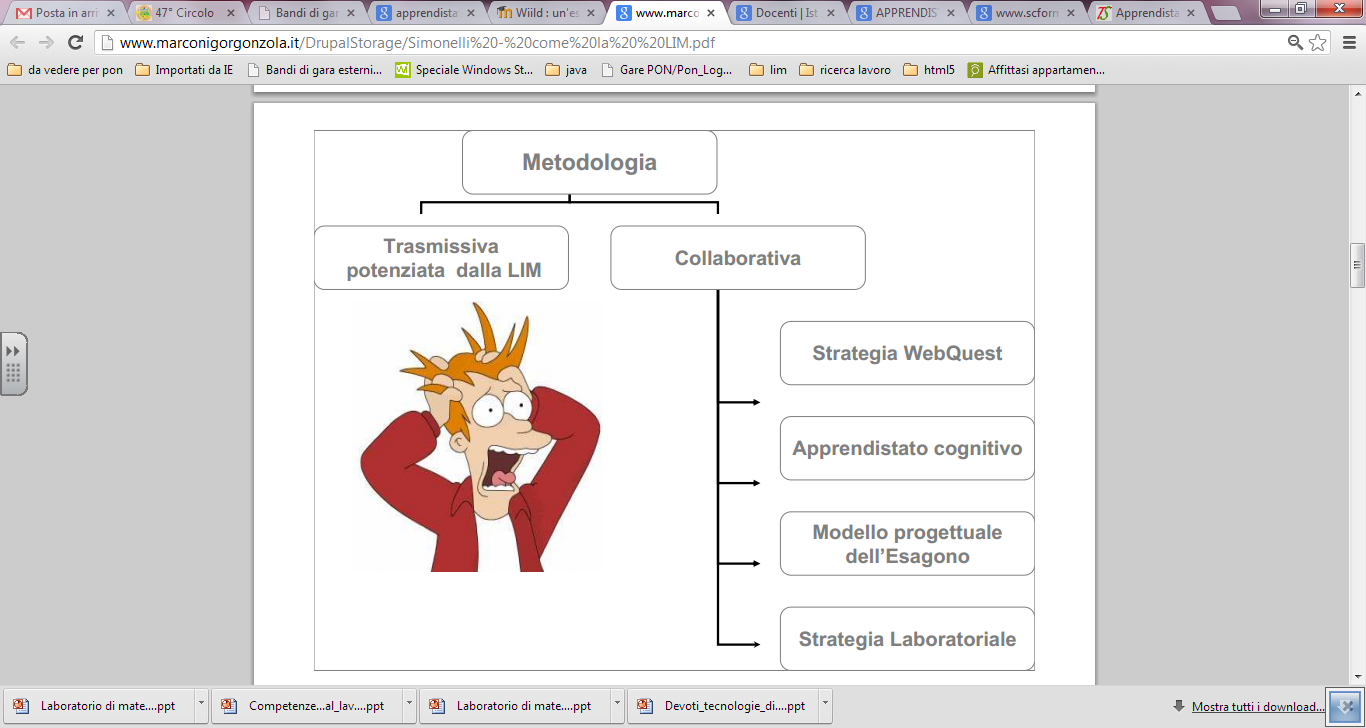 Posta in arri
47° Circolo
Bandi di gar
apprendista
Wiild : un'es
www.marco
Docenti | Ist
APPRENDIS
www.scform
Apprendista
www.marconigorgonzola.it/DrupalStorage/Simonelli%20-%20come%20la%20%20LIM.pdf
da vedere per pon
Importati da IE
Bandi di gara esterni...
Speciale Windows St...
java
Gare PON/Pon_Log...
lim
ricerca lavoro
html5
Affittasi appartamen...
Metodologia
Trasmissiva
potenziata dalla LIM
Collaborativa
Strategia WebQuest
Apprendistato cognitivo
Modello progettuale
dell'Esagono
Strategia Laboratoriale
Laboratorio di mate....ppt
Competenze...al_lav....ppt
Laboratorio di mate....ppt
Devoti_tecnologie_di....ppt
Mostra tutti i download...